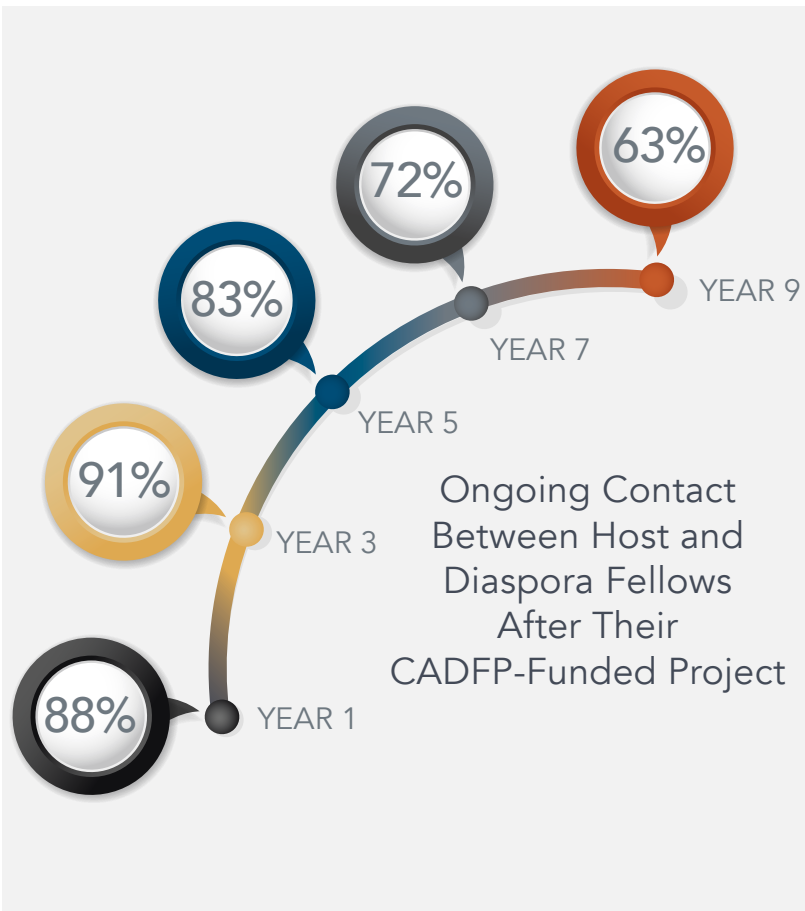 63%
72%
YEAR 9
83%
YEAR 7
YEAR 5
91%
YEAR 3
88%
YEAR 1
Ongoing Contact
Between Host and
Diaspora Fellows
After Their
CADFP-Funded Project